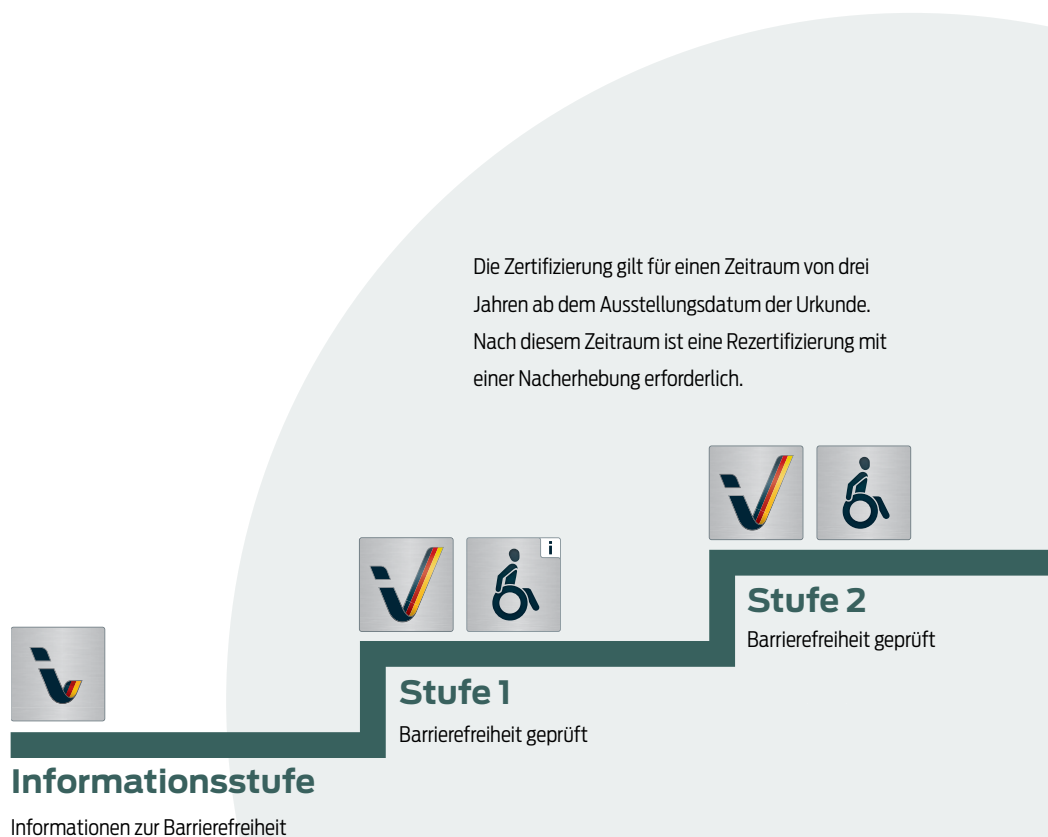 Die Zertifizierung gilt für einen Zeitraum von drei
Jahren ab dem Ausstellungsdatum der Urkunde.
Nach diesem Zeitraum ist eine Rezertifizierung mit
einer Nacherhebung erforderlich.
i
Stufe 2
Barrierefreiheit geprüft
Stufe 1
Barrierefreiheit geprüft
Informationsstufe
Informationen zur Barrierefreiheit